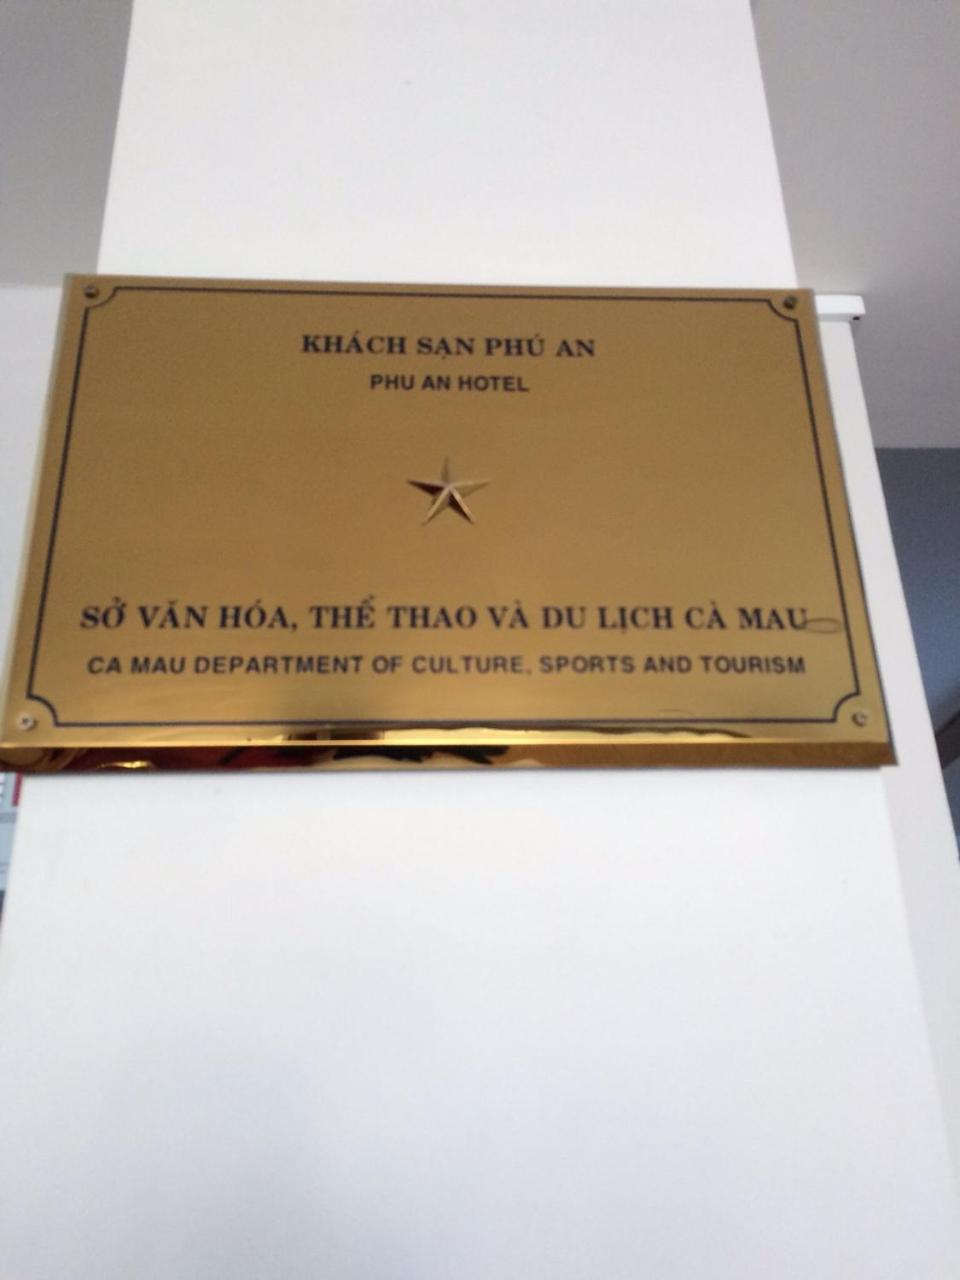 KHÁCH SẠN PHÚ AN
PHU AN HOTEL
SỞ VĂN HÓA, THỂ THAO VÀ DU LỊCH CÀ MAU
CA MAU DEPARTMENT OF CULTURE, SPORTS AND TOURISM